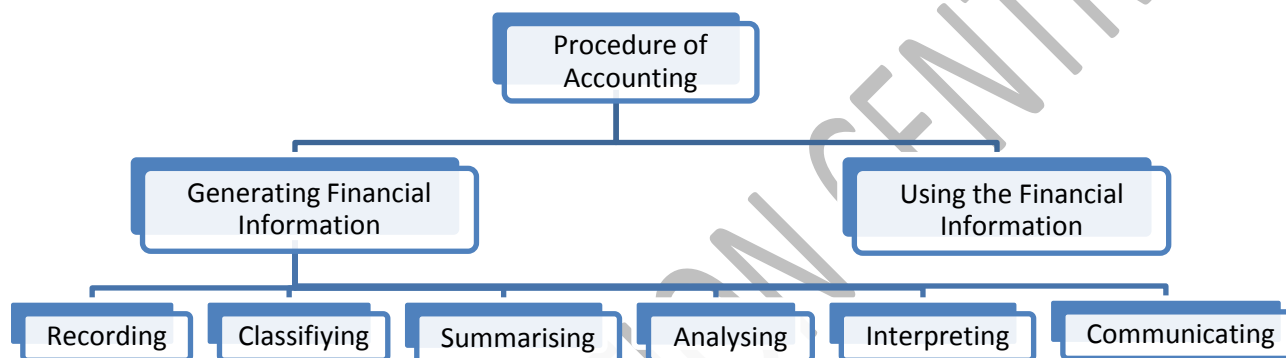 Procedure of
Accounting
Generating Financial
Information
Using the Financial
Information
Recording
Classifiying
Summarising
Analysing
Interpreting
Communicating